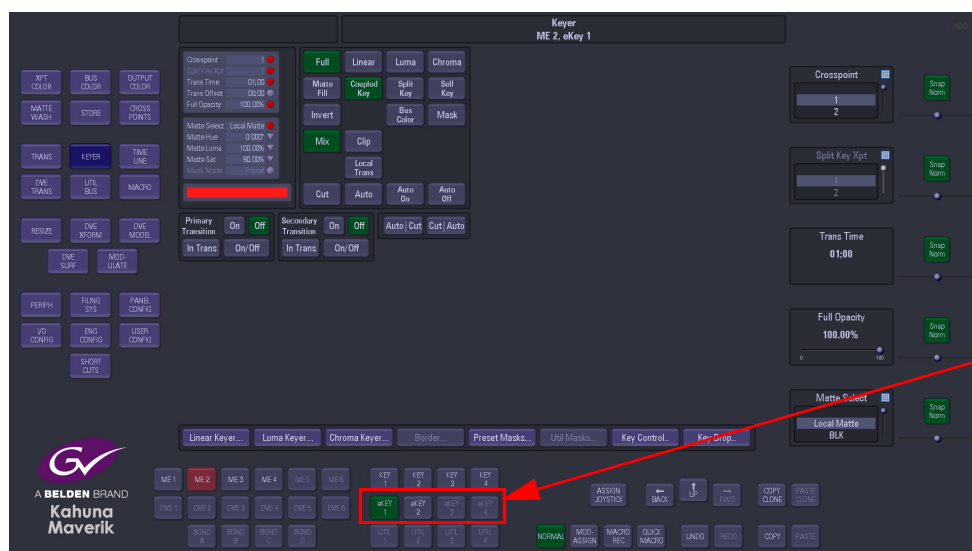 Keyer
ME 2, eKey 1
XPT COLOR
BUS COLOR
OUTPUT COLOR
MATTE WASH
STORE
CROSS POINTS
TRANS
KEYER
TIME LINE
DVE TRANS
UTIL BUS
MACRO
RESIZE
DVE XFORM
DVE MODEL
DVE SURF
MOD- ULATE
PERIPH
FILING SYS
PANEL CONFIG
I/O CONFIG
ENG CONFIG
USER CONFIG
SHORT CUTS
Crosspoint 1
Split Key Xpt
Trans Time 01;00
Trans Offset 00;00
Full Opacity 100.00%
Matte Select Local Matte
Matte Hue 0.000°
Matte Luma 100.00%
Matte Sat 90.00%
Mask Mode Preset
Full Linear Luma Chroma
Matte Fill
Coupled Key
Split Key
Self Key
Invert
Bus Color
Mask
Mix Clip
Local Trans
Cut Auto
Auto On
Auto Off
Primary Transition On Off
In Trans On/Off
Secondary Transition On Off
In Trans On/Off
Auto|Cut Cut|Auto
Crosspoint
1
2
Snap Norm
Split Key Xpt
1
2
Snap Norm
Trans Time
01;00
Snap Norm
Full Opacity
100.00%
0 100
Snap Norm
Matte Select
Local Matte
BLK
Snap Norm
Linear Keyer... Luma Keyer... Chroma Keyer... Border... Preset Masks... Util Masks... Key Control.. Key Drop..
GV
A BELDEN BRAND
Kahuna
Maverik
ME 1 ME 2 ME 3 ME 4 ME 5 ME 6
KEY 1 KEY 2 KEY 3 KEY 4
DVE 1 DVE 2 DVE 3 DVE 4 DVE 5 DVE 6
eKEY 1 eKEY 2 eKEY 3 eKEY 4
BGND A BGND B BGND C BGND D
UTIL 1 UTIL 2 UTIL 3 UTIL 4
ASSIGN JOYSTICK
← BACK
↑ UP
→ FWD
COPY CLONE
PASTE CLONE
NORMAL
MOD- ASSIGN
MACRO REC
QUICK MACRO
UNDO REDO COPY PASTE